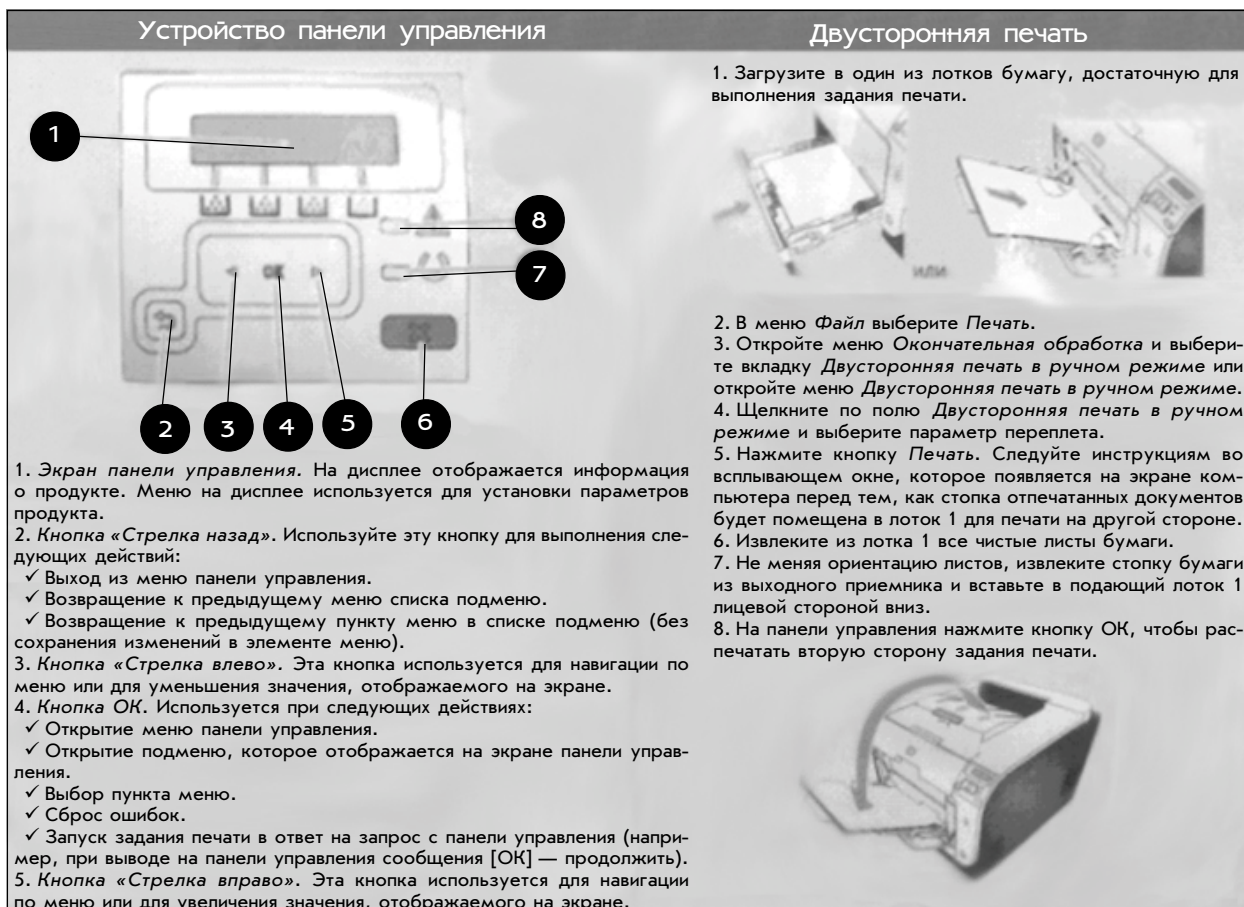 Устройство панели управления
1
8
7
OK
2
3
4
5
6
1. Экран панели управления. На дисплее отображается информация
о продукте. Меню на дисплее используется для установки параметров
продукта.
2. Кнопка «Стрелка назад». Используйте эту кнопку для выполнения сле-
дующих действий:
✓ Выход из меню панели управления.
✓ Возвращение к предыдущему меню списка подменю.
✓ Возвращение к предыдущему пункту меню в списке подменю (без
сохранения изменений в элементе меню).
3. Кнопка «Стрелка влево». Эта кнопка используется для навигации по
меню или для уменьшения значения, отображаемого на экране.
4. Кнопка ОК. Используется при следующих действиях:
✓ Открытие меню панели управления.
✓ Открытие подменю, которое отображается на экране панели управ-
ления.
✓ Выбор пункта меню.
✓ Сброс ошибок.
✓ Запуск задания печати в ответ на запрос с панели управления (напри-
мер, при выводе на панели управления сообщения [ОК] — продолжить).
5. Кнопка «Стрелка вправо». Эта кнопка используется для навигации
по меню или для увеличения значения, отображаемого на экране.
Двусторонняя печать
1. Загрузите в один из лотков бумагу, достаточную для
выполнения задания печати.
или
2. В меню Файл выберите Печать.
3. Откройте меню Окончательная обработка и выбери-
те вкладку Двусторонняя печать в ручном режиме или
откройте меню Двусторонняя печать в ручном режиме.
4. Щелкните по полю Двусторонняя печать в ручном
режиме и выберите параметр переплета.
5. Нажмите кнопку Печать. Следуйте инструкциям во
всплывающем окне, которое появляется на экране ком-
пьютера перед тем, как стопка отпечатанных документов
будет помещена в лоток 1 для печати на другой стороне.
6. Извлеките из лотка 1 все чистые листы бумаги.
7. Не меняя ориентацию листов, извлеките стопку бумаги
из выходного приемника и вставьте в подающий лоток 1
лицевой стороной вниз.
8. На панели управления нажмите кнопку ОК, чтобы рас-
печатать вторую сторону задания печати.